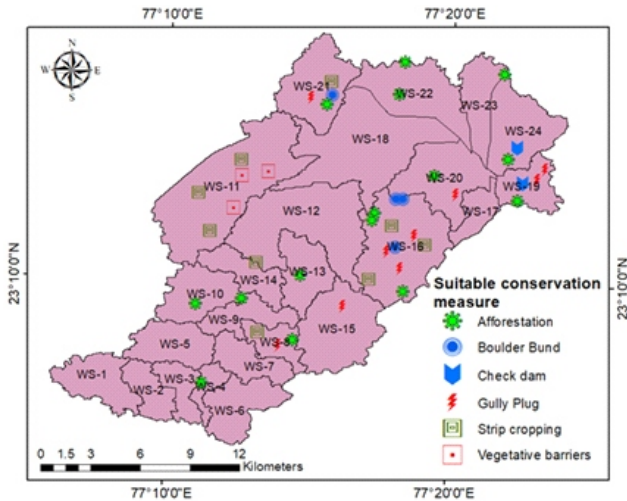 77°10'0"E 77°20'0"E
N
W E
S
WS-21
WS-22
WS-23
WS-24
WS-18
WS-20
WS-19
WS-11
WS-17
WS-12
WS-16
WS-13
WS-14
WS-10
WS-9
WS-15
WS-5
WS-8
WS-7
WS-1
WS-3
WS-2
WS-4
WS-6
23°10'0"N
23°10'0"N
Suitable conservation
measure
Afforestation
Boulder Bund
Check dam
Gully Plug
Strip cropping
Vegetative barriers
0 1.5 3 6 9 12
Kilometers
77°10'0"E 77°20'0"E